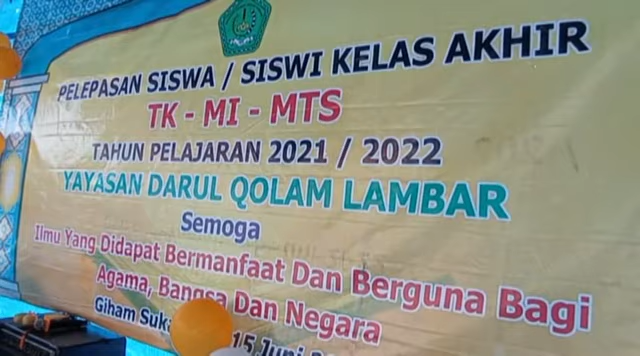 PELEPASAN SISWA / SISWI KELAS AKHIR
TK - MI - MTS
TAHUN PELAJARAN 2021 / 2022
YAYASAN DARUL QOLAM LAMBAR
Semoga
Ilmu Yang Didapat Bermanfaat Dan Berguna Bagi
Agama, Bangsa Dan Negara
Giham 15 Juni